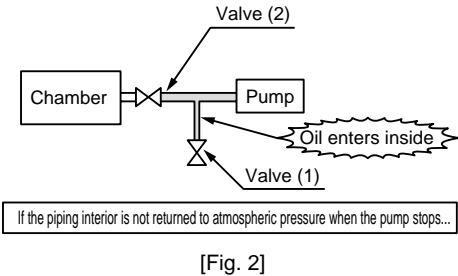 Valve (2)
Chamber
Pump
Oil enters inside
Valve (1)
If the piping interior is not returned to atmospheric pressure when the pump stops...
[Fig. 2]